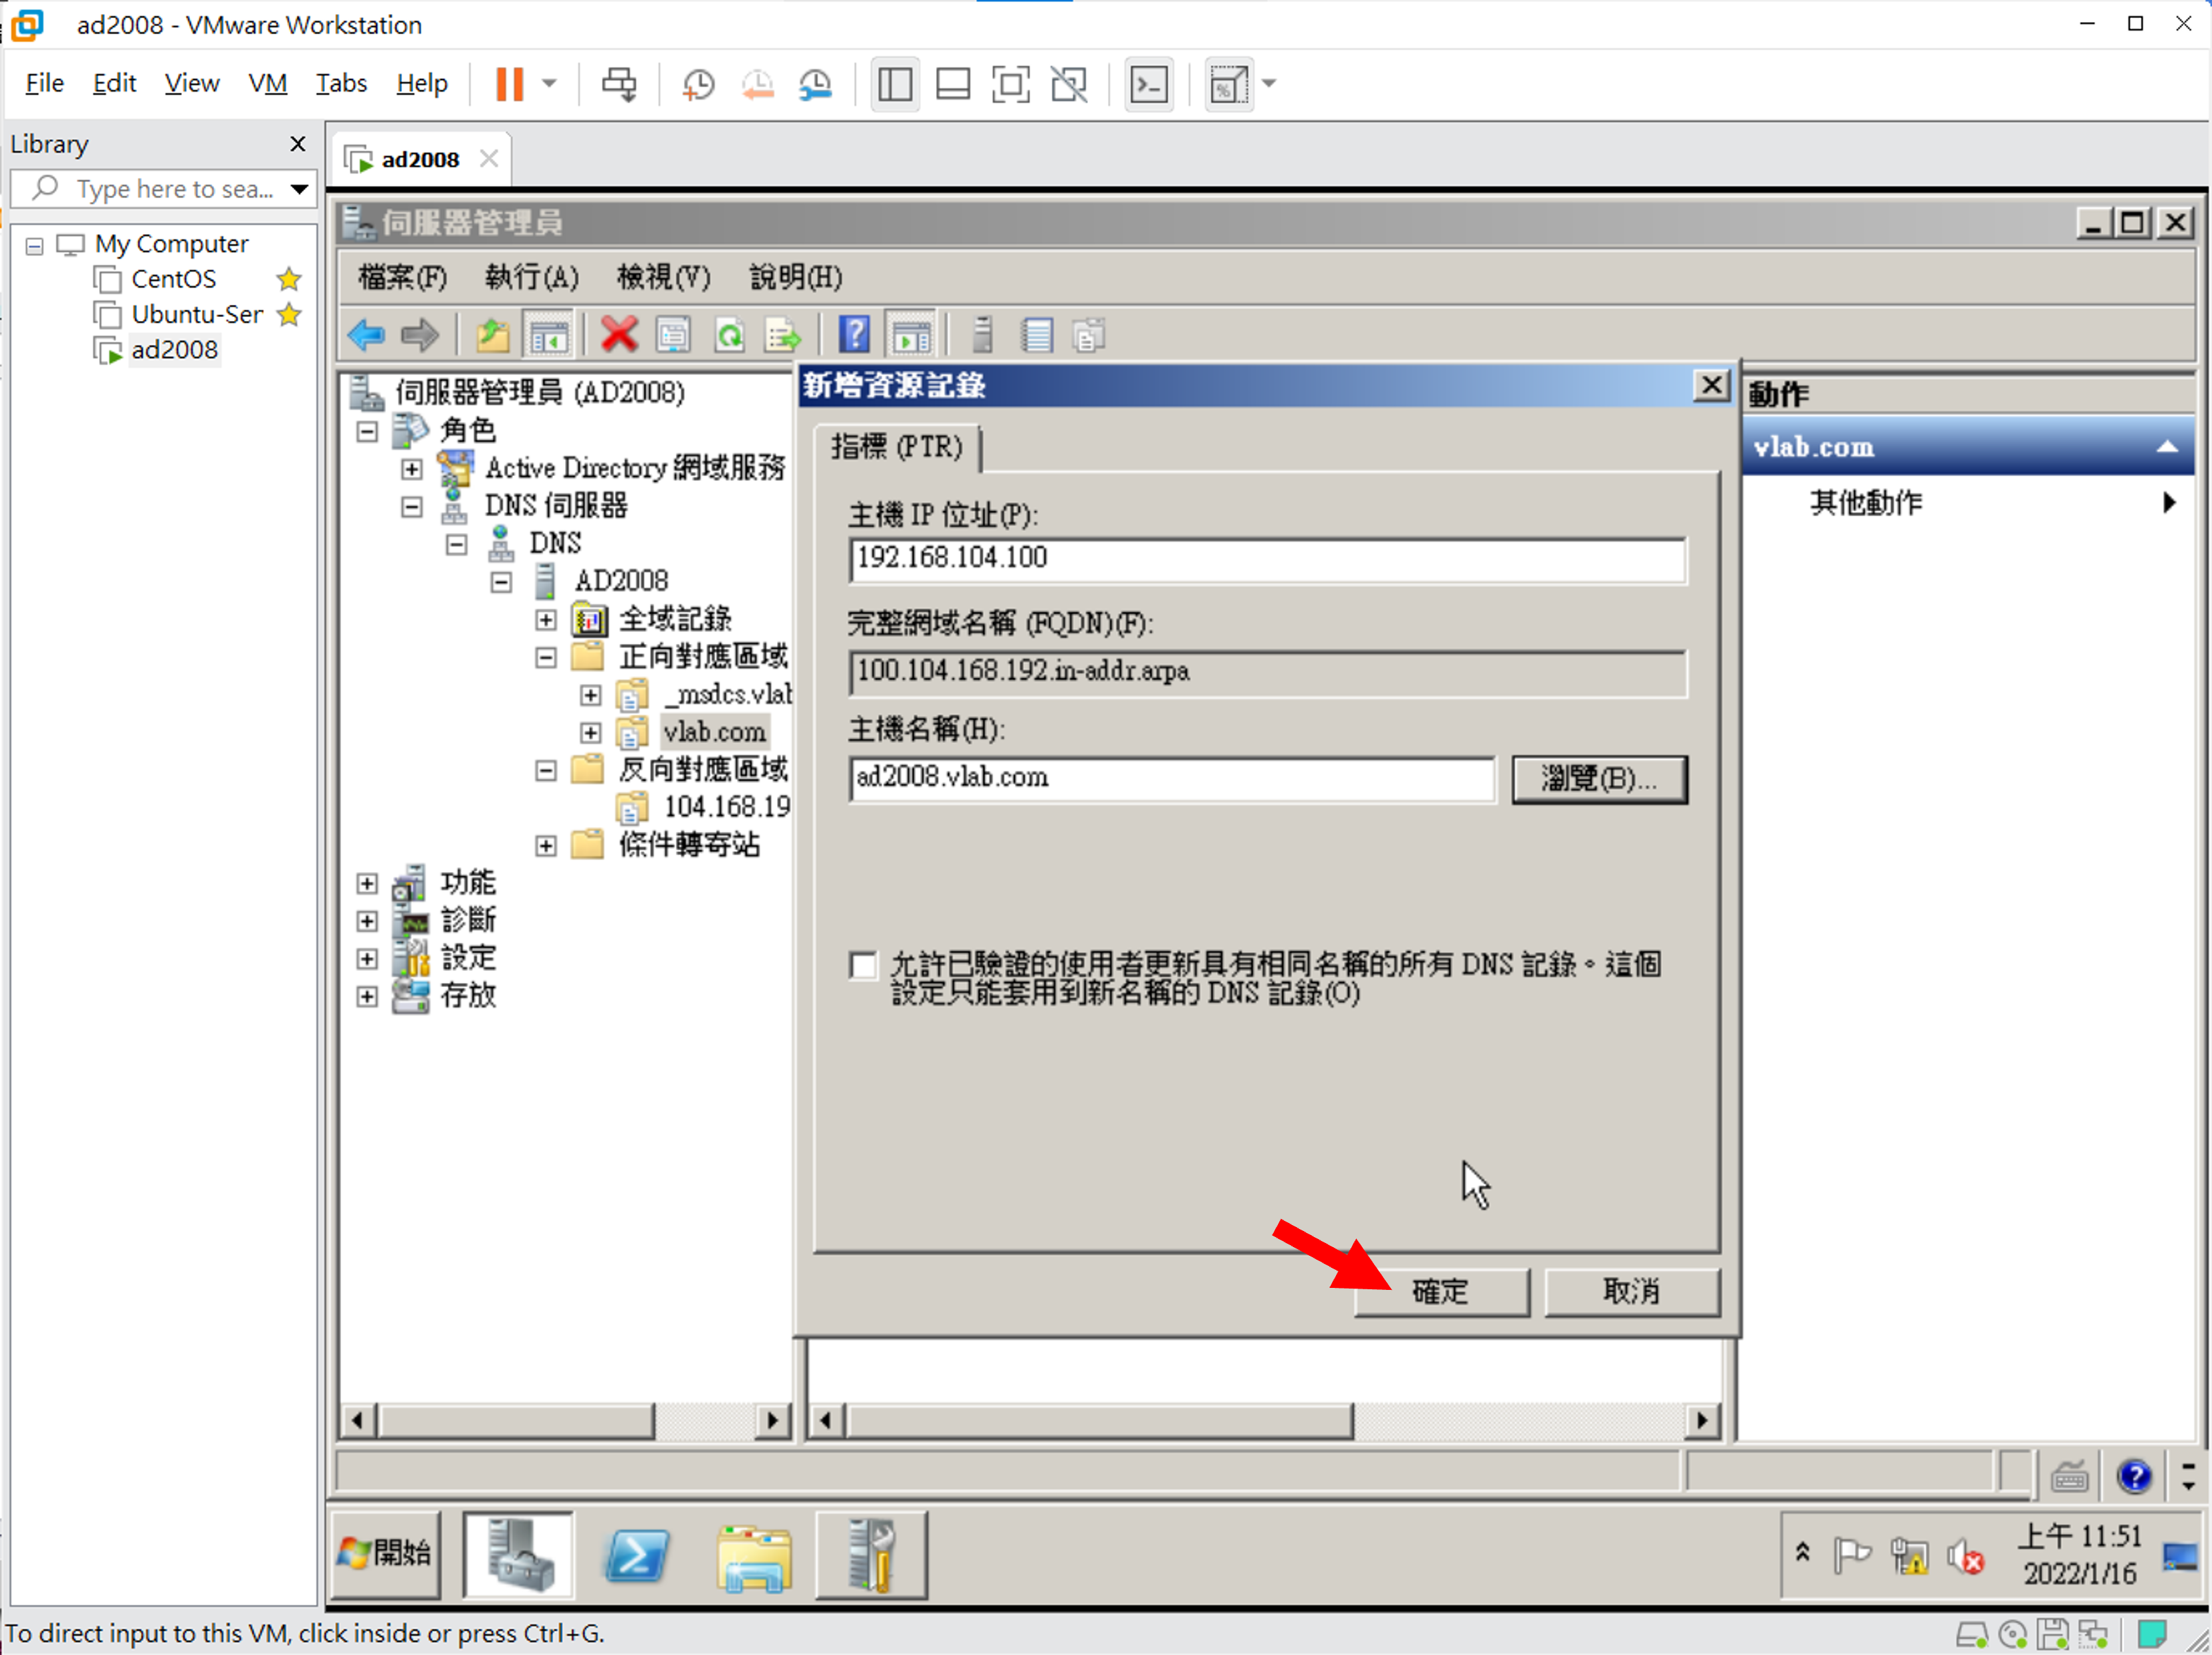 ad2008 - VMware Workstation
File Edit View VM Tabs Help
Library
Type here to sea...
My Computer
CentOS
Ubuntu-Ser
ad2008
ad2008
伺服器管理員
檔案(F) 執行(A) 檢視(V) 說明(H)
伺服器管理員 (AD2008)
角色
Active Directory 網域服務
DNS 伺服器
DNS
AD2008
全域記錄
正向對應區域
_msdcs.vlab
vlab.com
反向對應區域
104.168.19
條件轉寄站
功能
診斷
設定
存放
新增資源記錄
指標 (PTR)
主機 IP 位址(P):
192.168.104.100
完整網域名稱 (FQDN)(F):
100.104.168.192.in-addr.arpa
主機名稱(H):
ad2008.vlab.com
瀏覽(B)...
允許已驗證的使用者更新具有相同名稱的所有 DNS 記錄。這個
設定只能套用到新名稱的 DNS 記錄(O)
確定 取消
動作
vlab.com
其他動作
開始
上午 11:51
2022/1/16
To direct input to this VM, click inside or press Ctrl+G.